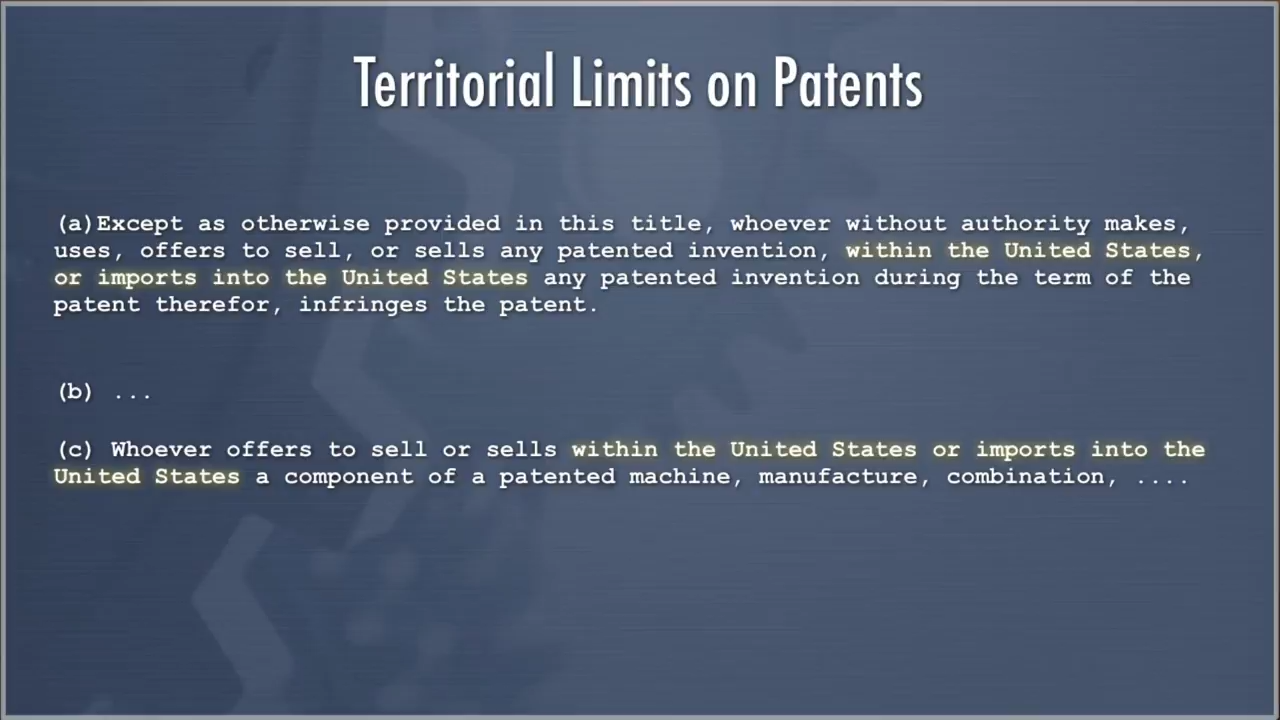 Territorial Limits on Patents
(a)Except as otherwise provided in this title, whoever without authority makes,
uses, offers to sell, or sells any patented invention, within the United States,
or imports into the United States any patented invention during the term of the
patent therefor, infringes the patent.
(b) ...
(c) Whoever offers to sell or sells within the United States or imports into the
United States a component of a patented machine, manufacture, combination, ....